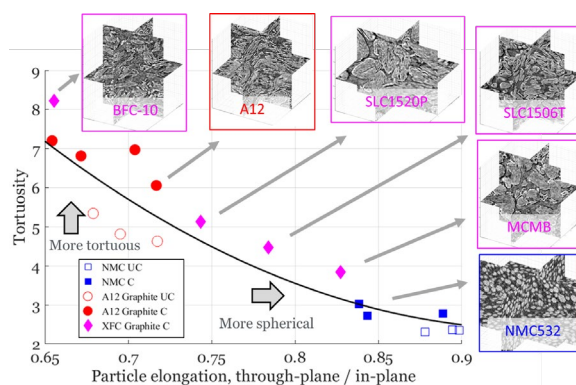 BFC-10
A12
SLC1520P
SLC1506T
MCMB
NMC532
Tortuosity
9
8
7
6
5
4
3
2
1
More tortuous
More spherical
NMC UC
NMC C
A12 Graphite UC
A12 Graphite C
XFC Graphite C
0.65
0.7
0.75
0.8
0.85
0.9
Particle elongation, through-plane / in-plane